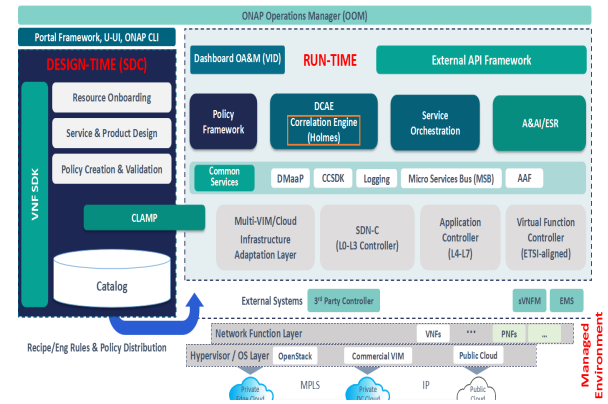 ONAP Operations Manager (OOM)
Portal Framework, U-UI, ONAP CLI
DESIGN-TIME (SDC)
VNF SDK
Resource Onboarding
Service & Product Design
Policy Creation & Validation
CLAMP
Catalog
Recipe/Eng Rules & Policy Distribution
Dashboard OA&M (VID)
RUN-TIME
External API Framework
Policy
Framework
DCAE
Correlation Engine
(Holmes)
Service
Orchestration
A&AI/ESR
Common
Services
DMaaP
CCSDK
Logging
Micro Services Bus (MSB)
AAF
Multi-VIM/Cloud
Infrastructure
Adaptation Layer
SDN-C
(L0-L3 Controller)
Application
Controller
(L4-L7)
Virtual Function
Controller
(ETSI-aligned)
External Systems
3rd Party Controller
sVNFM
EMS
Network Function Layer
VNFs
•••
PNFs
...
Hypervisor / OS Layer
OpenStack
Commercial VIM
Public Cloud
Private
Edge Cloud
MPLS
Private
DC Cloud
IP
Public
Cloud
Managed
Environment